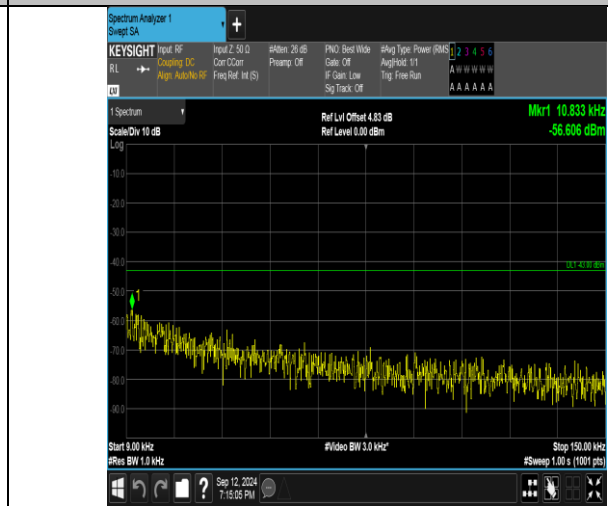 Spectrum Analyzer 1
Swept SA
+
KEYSIGHT
RL
Input: RF
Coupling: DC
Align: Auto/No RF
Input Z: 50 Ω
Corr CCorr
Freq Ref: Int (S)
#Atten: 26 dB
Preamp: Off
PNO: Best Wide
Gate: Off
IF Gain: Low
Sig Track: Off
#Avg Type: Power (RMS
Avg|Hold: 1/1
Trig: Free Run
1 2 3 4 5 6
A W W W W W
A A A A A A
1 Spectrum
Scale/Div 10 dB
Ref Lvl Offset 4.83 dB
Ref Level 0.00 dBm
Mkr1 10.833 kHz
-56.606 dBm
Log
-10.0
-20.0
-30.0
-40.0
DL1 -43.00 dBm
-50.0
1
-60.0
-70.0
-80.0
-90.0
Start 9.00 kHz
#Video BW 3.0 kHz*
Stop 150.00 kHz
#Res BW 1.0 kHz
#Sweep 1.00 s (1001 pts)
?
Sep 12, 2024
7:15:05 PM